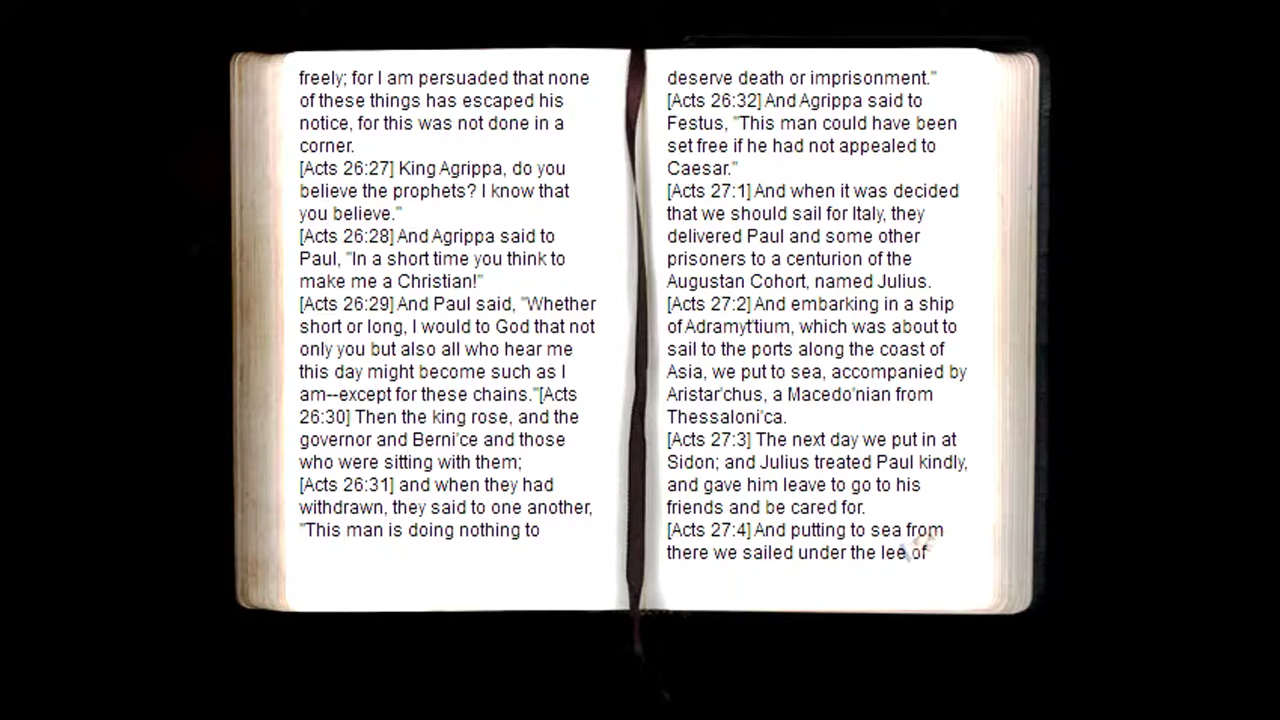 freely; for I am persuaded that none
of these things has escaped his
notice, for this was not done in a
corner.
[Acts 26:27] King Agrippa, do you
believe the prophets? I know that
you believe."
[Acts 26:28] And Agrippa said to
Paul, "In a short time you think to
make me a Christian!"
[Acts 26:29] And Paul said, "Whether
short or long, I would to God that not
only you but also all who hear me
this day might become such as I
am--except for these chains."[Acts
26:30] Then the king rose, and the
governor and Berni'ce and those
who were sitting with them;
[Acts 26:31] and when they had
withdrawn, they said to one another,
"This man is doing nothing to
deserve death or imprisonment."
[Acts 26:32] And Agrippa said to
Festus, "This man could have been
set free if he had not appealed to
Caesar."
[Acts 27:1] And when it was decided
that we should sail for Italy, they
delivered Paul and some other
prisoners to a centurion of the
Augustan Cohort, named Julius.
[Acts 27:2] And embarking in a ship
of Adramyt'tium, which was about to
sail to the ports along the coast of
Asia, we put to sea, accompanied by
Aristar'chus, a Macedo'nian from
Thessaloni'ca.
[Acts 27:3] The next day we put in at
Sidon; and Julius treated Paul kindly,
and gave him leave to go to his
friends and be cared for.
[Acts 27:4] And putting to sea from
there we sailed under the lee of